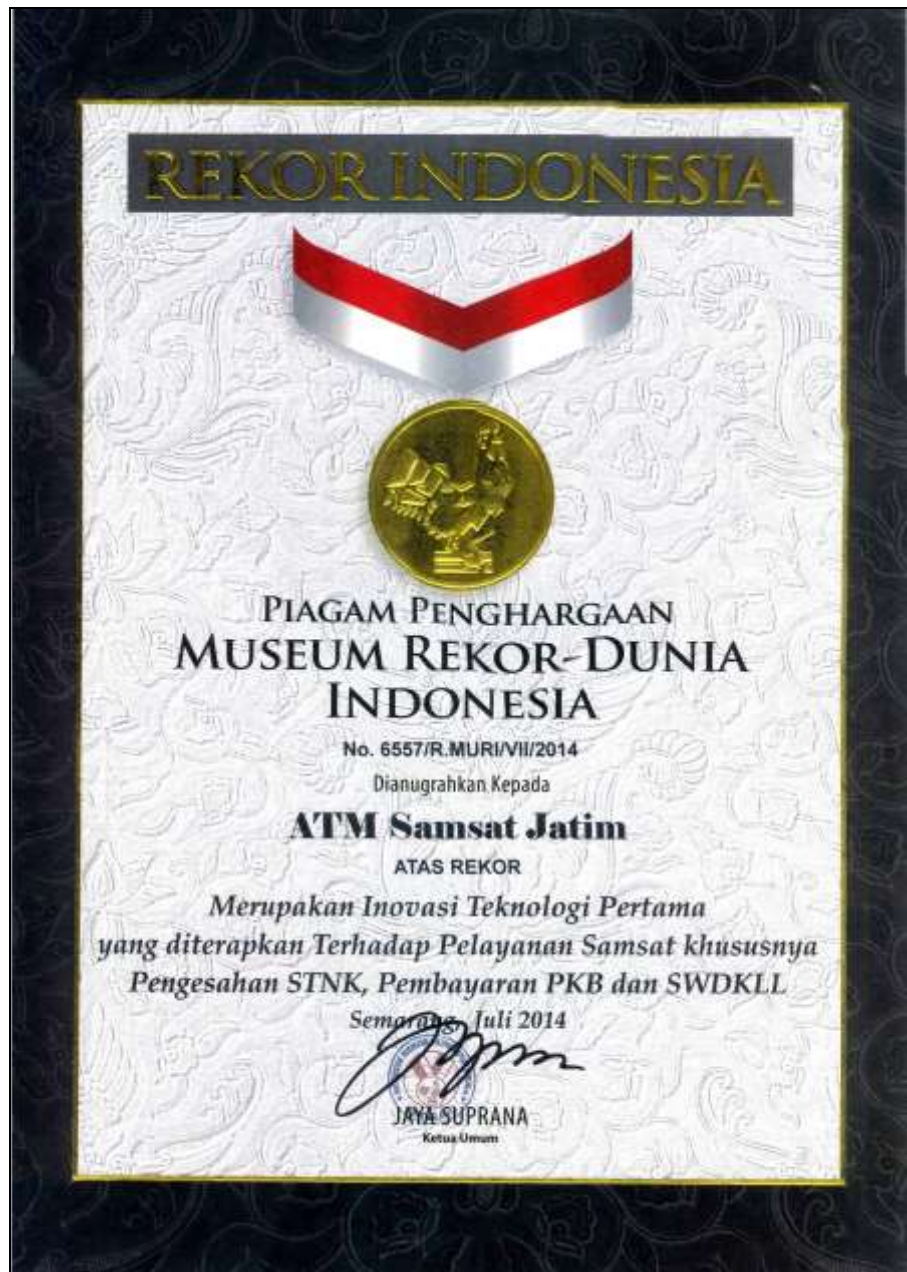 REKOR INDONESIA
PIAGAM PENGHARGAAN
MUSEUM REKOR-DUNIA
INDONESIA
No. 6557/R.MURI/VII/2014
Dianugrahkan Kepada
ATM Samsat Jatim
ATAS REKOR
Merupakan Inovasi Teknologi Pertama
yang diterapkan Terhadap Pelayanan Samsat khususnya
Pengesahan STNK, Pembayaran PKB dan SWDKLL
Semarang, Juli 2014
JAYA SUPRANA
Ketua Umum